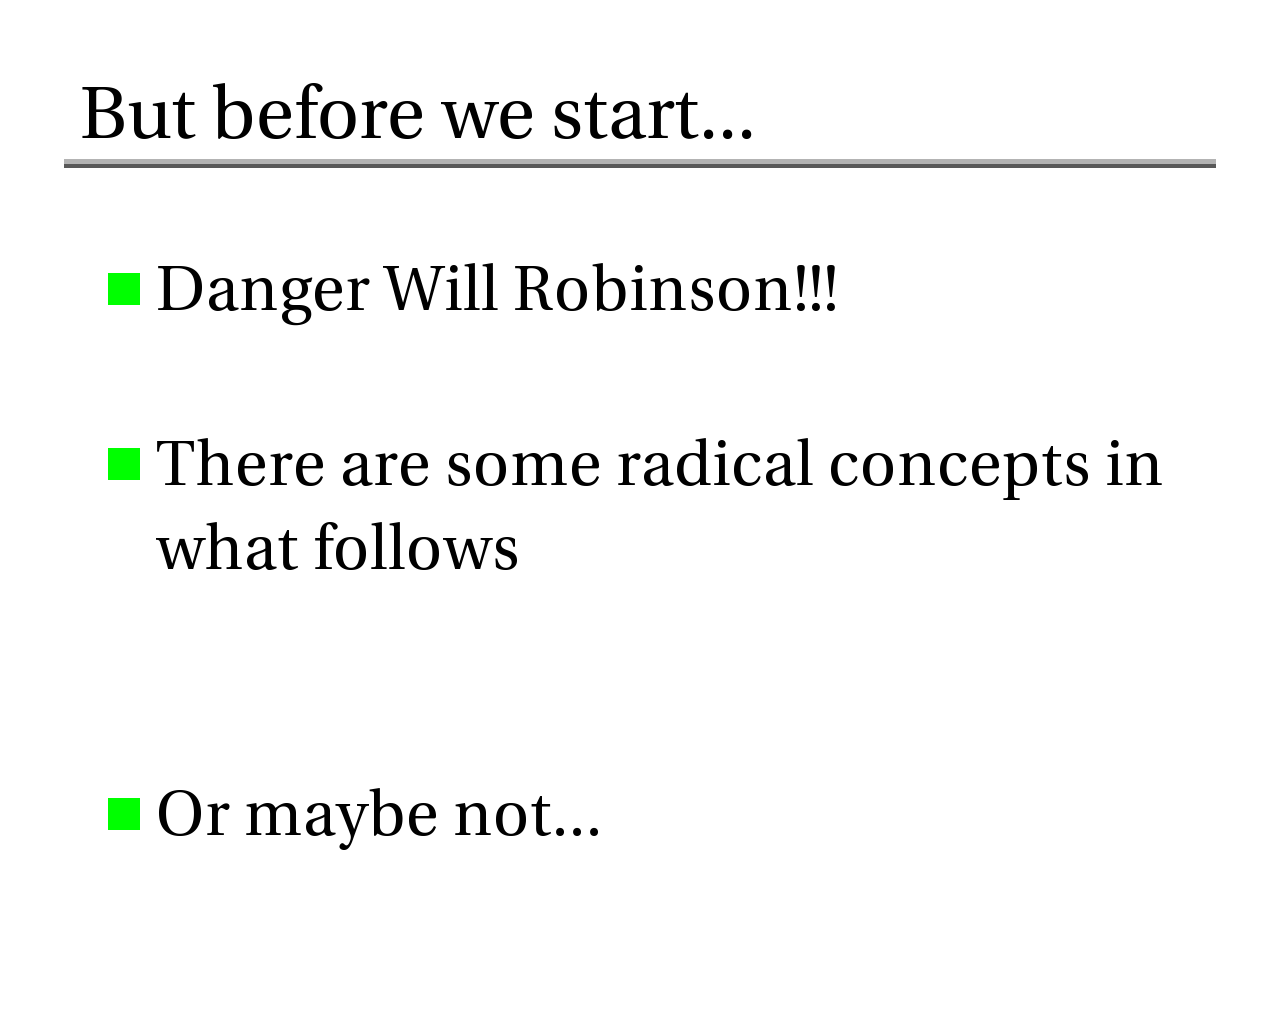 But before we start...
Danger Will Robinson!!!
There are some radical concepts in
what follows
Or maybe not...